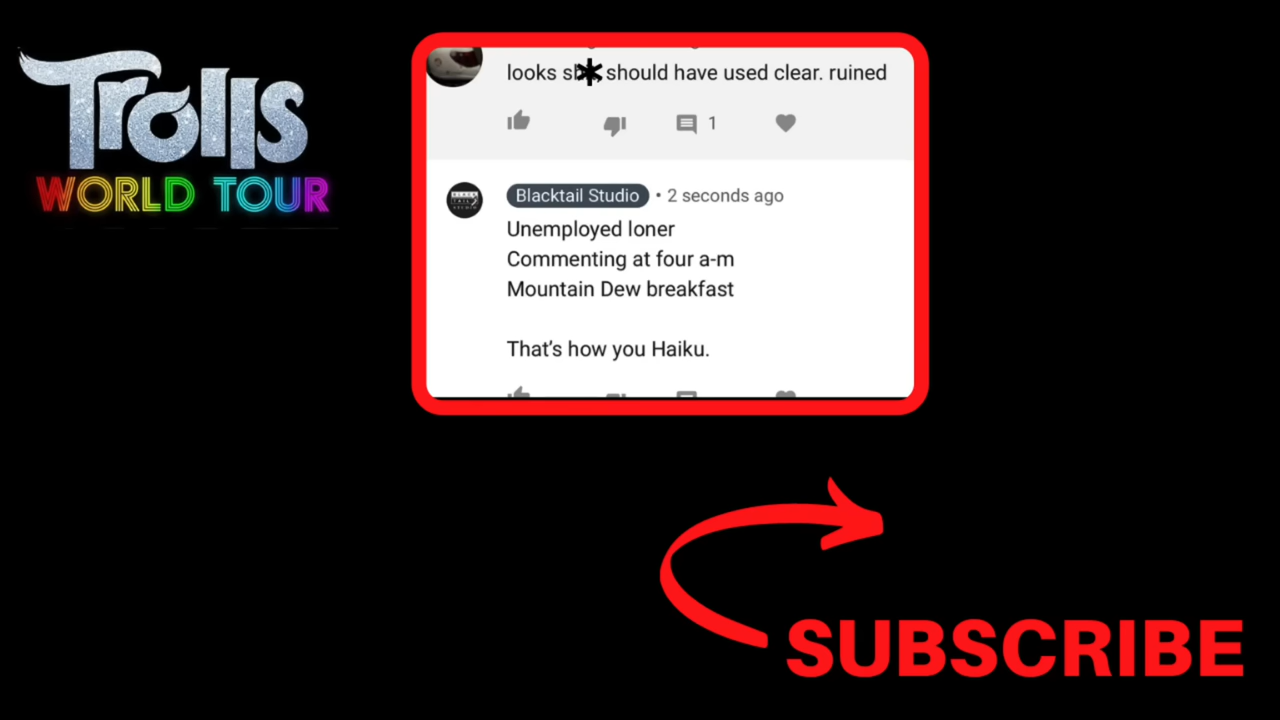 Trolls
WORLD TOUR
looks sh✱ should have used clear. ruined
1
Blacktail Studio • 2 seconds ago
Unemployed loner
Commenting at four a-m
Mountain Dew breakfast
That's how you Haiku.
SUBSCRIBE